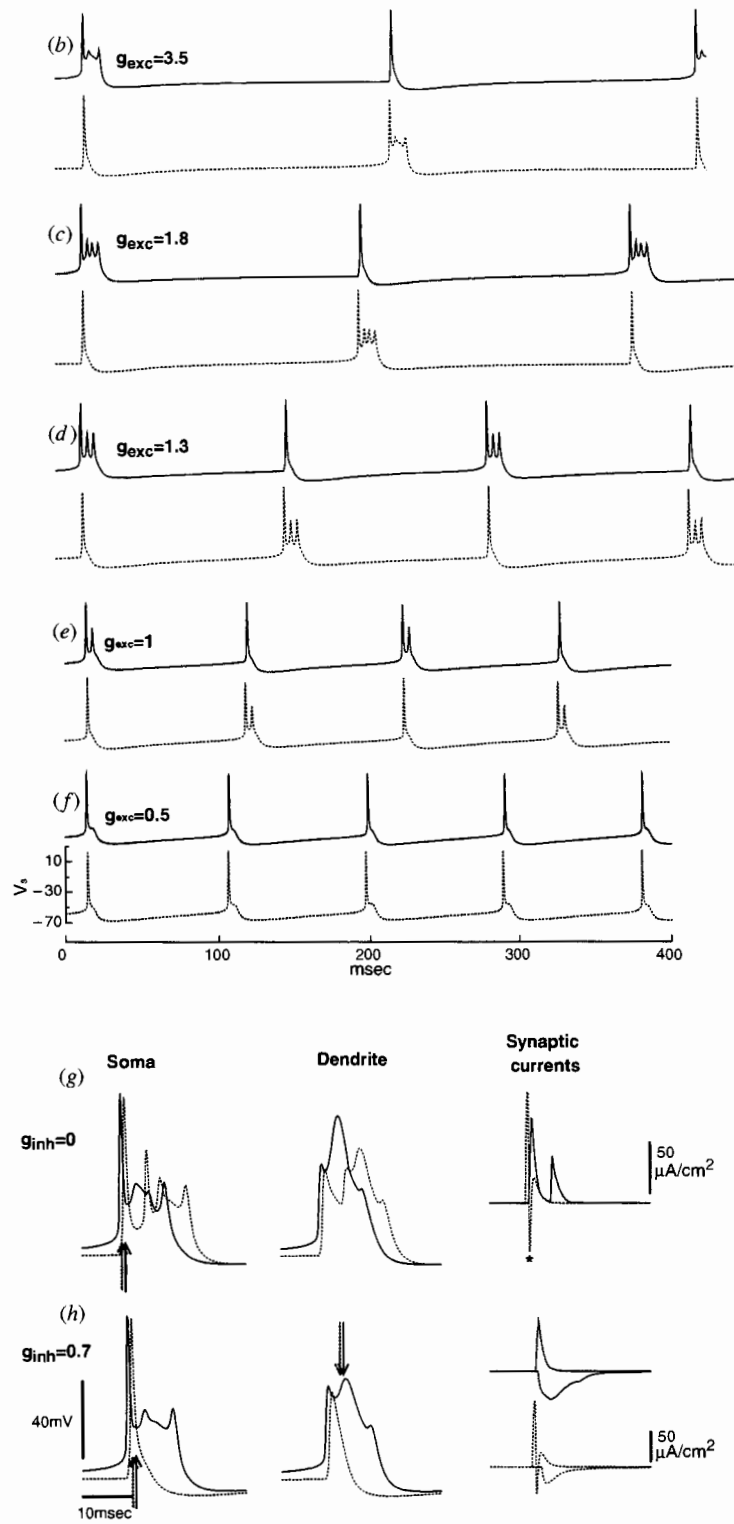 (b)
gexc=3.5
(c)
gexc=1.8
(d)
gexc=1.3
(e)
gexc=1
(f)
gexc=0.5
10
−30
−70
Vs
0 100 200 300 400
msec
Soma Dendrite Synaptic currents
(g)
ginh=0
50
μA/cm²
*
(h)
ginh=0.7
40mV
10msec
50
μA/cm²